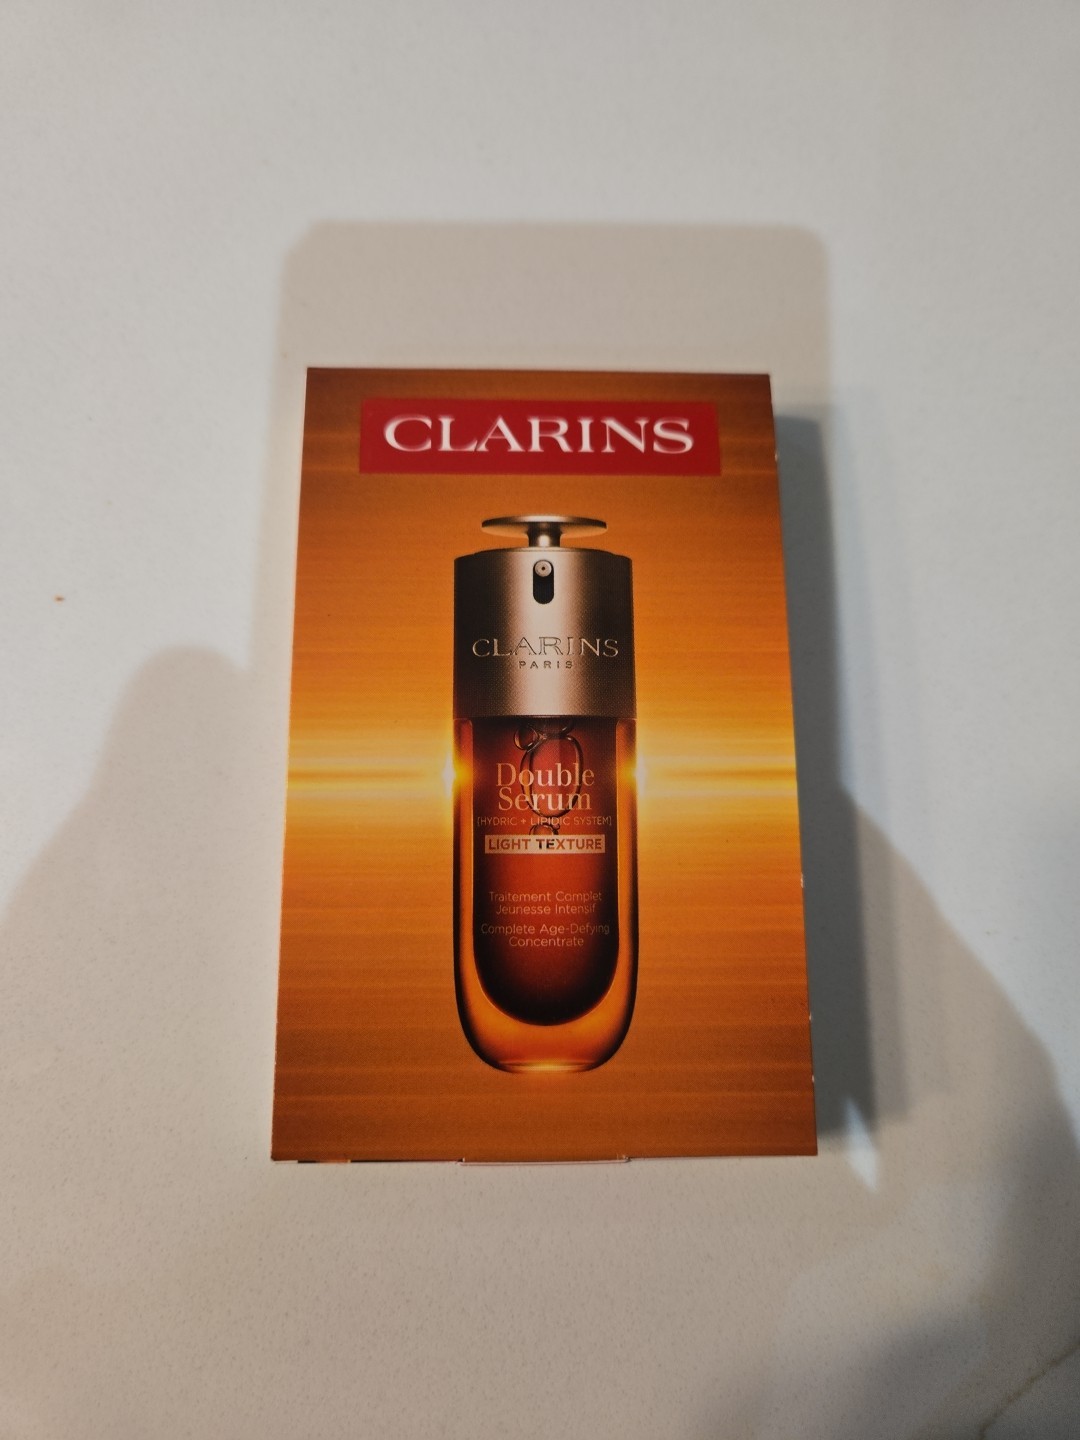 CLARINS
CLARINS
PARIS
Double
Serum
[HYDRIC + LIPIDIC SYSTEM]
LIGHT TEXTURE
Traitement Complet
Jeunesse Intensif
Complete Age-Defying
Concentrate